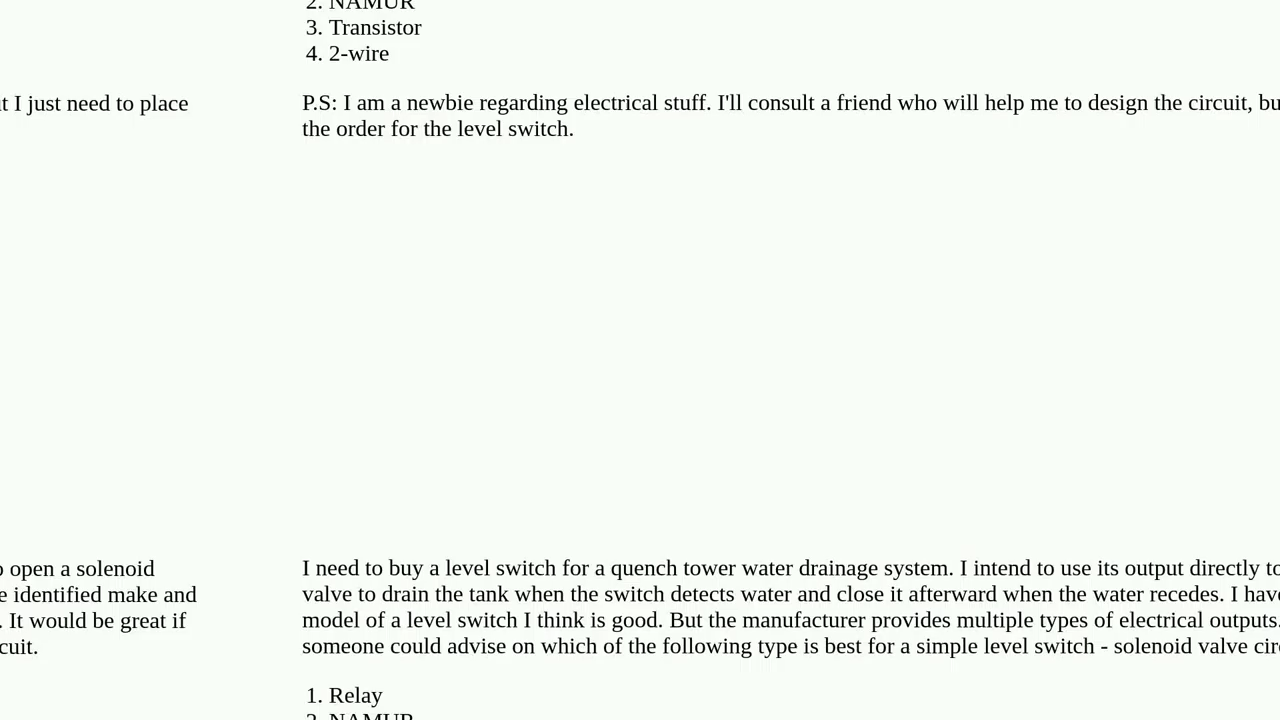 2. NAMUR
3. Transistor
4. 2-wire
t I just need to place
P.S: I am a newbie regarding electrical stuff. I'll consult a friend who will help me to design the circuit, bu
the order for the level switch.
o open a solenoid
e identified make and
. It would be great if
cuit.
I need to buy a level switch for a quench tower water drainage system. I intend to use its output directly to
valve to drain the tank when the switch detects water and close it afterward when the water recedes. I have
model of a level switch I think is good. But the manufacturer provides multiple types of electrical outputs.
someone could advise on which of the following type is best for a simple level switch - solenoid valve cir
1. Relay
2. NAMUR